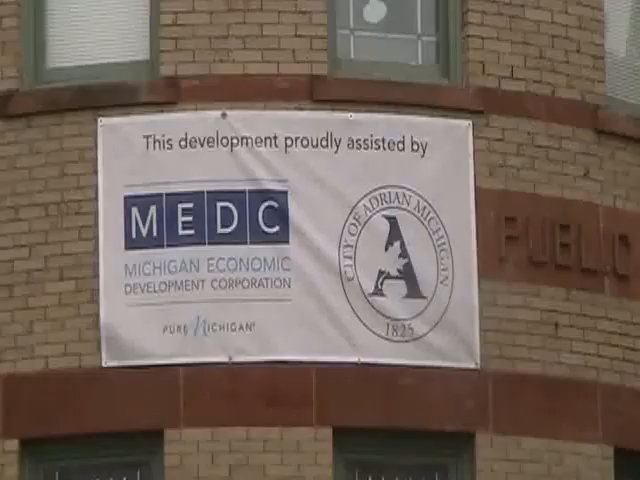 This development proudly assisted by
MEDC
MICHIGAN ECONOMIC
DEVELOPMENT CORPORATION
PURE MICHIGAN®
CITY OF ADRIAN MICHIGAN
A
1825
PUBLIC